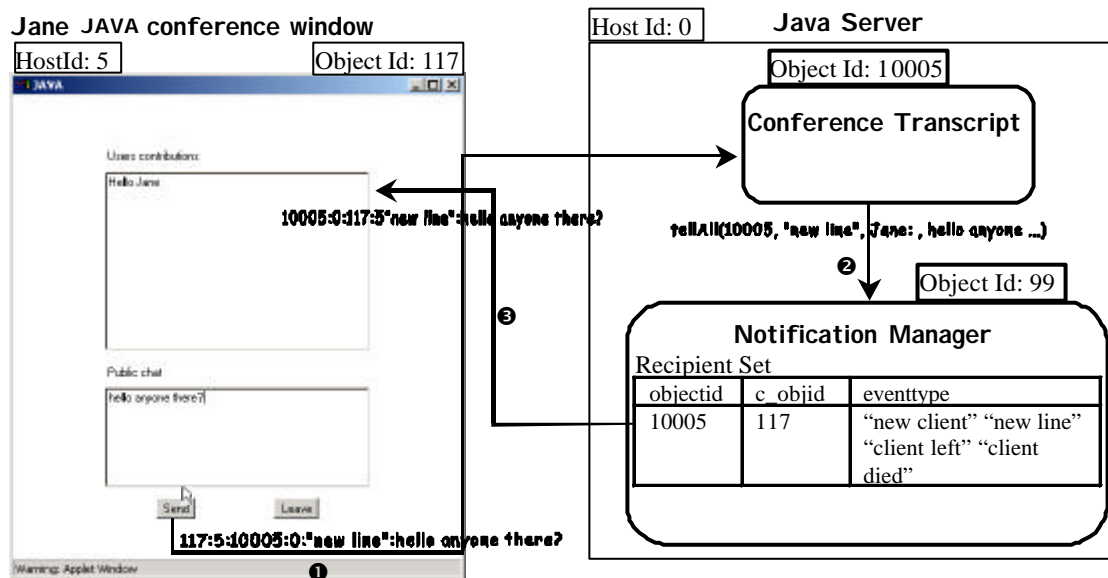 Jane JAVA conference window
HostId: 5
Object Id: 117
JAVA
Users contributions
Hello Jane
10005:0:117:5"new line":hello anyone there?
Public chat
hello anyone there?
Send
Leave
117:5:10005:0:"new line":hello anyone there?
Warning: Applet Window
❶
❸
Java Server
Host Id: 0
Object Id: 10005
Conference Transcript
tellAll(10005, "new line", Jane: , hello anyone ...)
❷
Object Id: 99
Notification Manager
Recipient Set
objectid c_objid eventtype
10005 117 “new client” “new line”
“client left” “client
died”